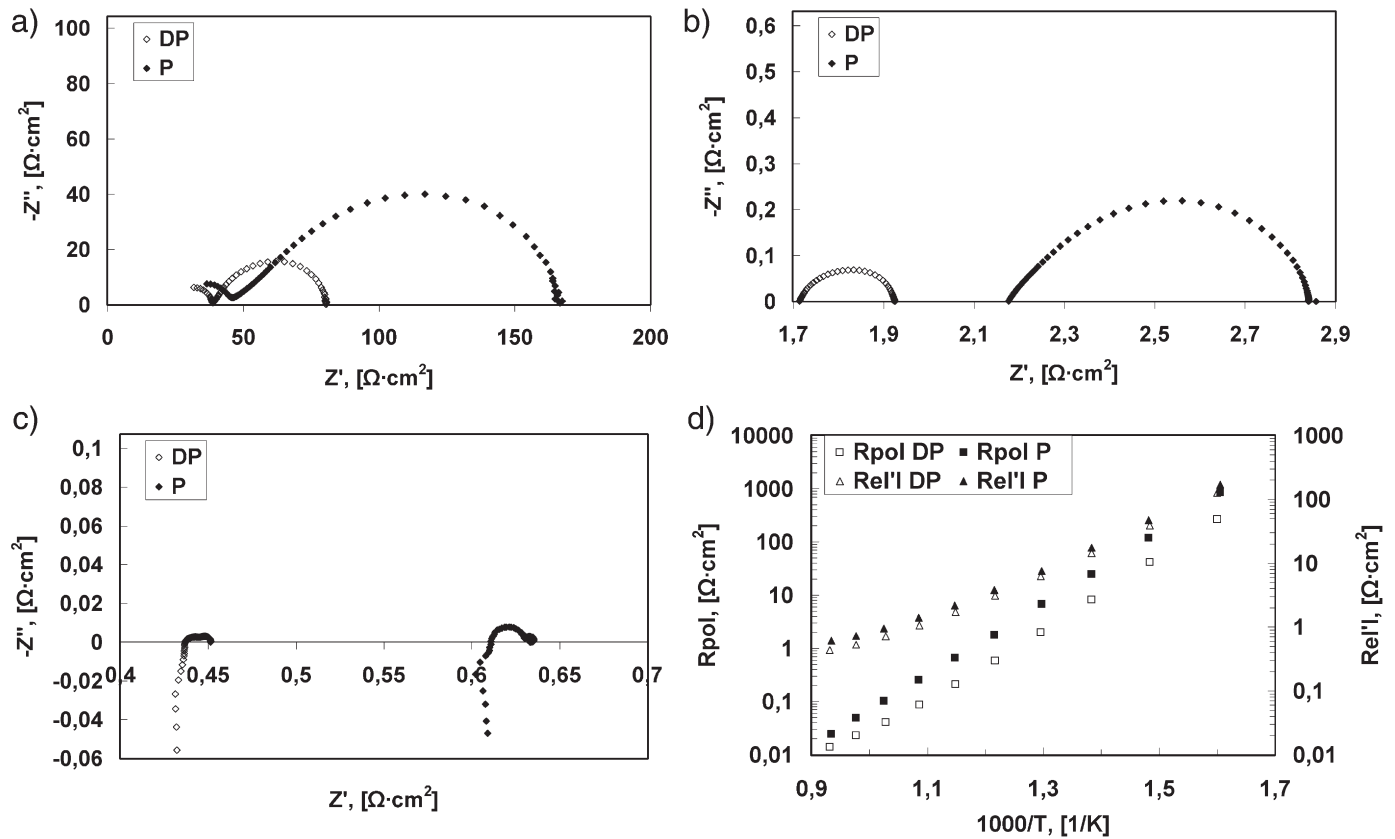 a)
DP
P
100
80
60
40
20
0
0 50 100 150 200
-Z'', [Ω·cm²]
Z', [Ω·cm²]
b)
DP
P
0,6
0,5
0,4
0,3
0,2
0,1
0
1,7 1,9 2,1 2,3 2,5 2,7 2,9
-Z'', [Ω·cm²]
Z', [Ω·cm²]
c)
DP
P
0,1
0,08
0,06
0,04
0,02
0
-0,02
-0,04
-0,06
0,4 0,45 0,5 0,55 0,6 0,65 0,7
-Z'', [Ω·cm²]
Z', [Ω·cm²]
d)
Rpol DP Rpol P
Rel'l DP Rel'l P
10000
1000
100
10
1
0,1
0,01
1000
100
10
1
0,1
0,01
0,9 1,1 1,3 1,5 1,7
Rpol, [Ω·cm²]
Rel'l, [Ω·cm²]
1000/T, [1/K]